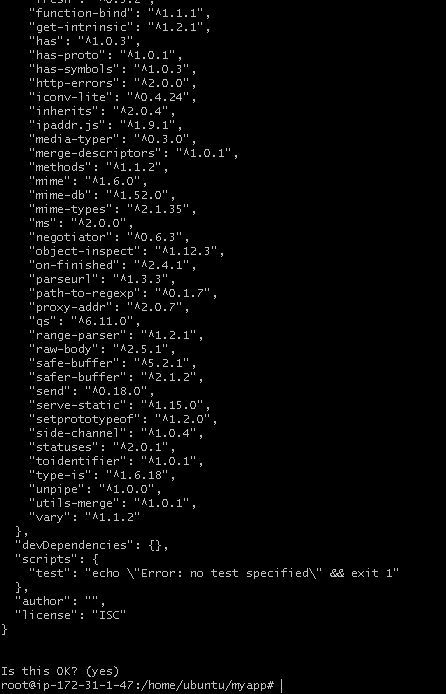 "fresh": "^0.5.2",
"function-bind": "^1.1.1",
"get-intrinsic": "^1.2.1",
"has": "^1.0.3",
"has-proto": "^1.0.1",
"has-symbols": "^1.0.3",
"http-errors": "^2.0.0",
"iconv-lite": "^0.4.24",
"inherits": "^2.0.4",
"ipaddr.js": "^1.9.1",
"media-typer": "^0.3.0",
"merge-descriptors": "^1.0.1",
"methods": "^1.1.2",
"mime": "^1.6.0",
"mime-db": "^1.52.0",
"mime-types": "^2.1.35",
"ms": "^2.0.0",
"negotiator": "^0.6.3",
"object-inspect": "^1.12.3",
"on-finished": "^2.4.1",
"parseurl": "^1.3.3",
"path-to-regexp": "^0.1.7",
"proxy-addr": "^2.0.7",
"qs": "^6.11.0",
"range-parser": "^1.2.1",
"raw-body": "^2.5.1",
"safe-buffer": "^5.2.1",
"safer-buffer": "^2.1.2",
"send": "^0.18.0",
"serve-static": "^1.15.0",
"setprototypeof": "^1.2.0",
"side-channel": "^1.0.4",
"statuses": "^2.0.1",
"toidentifier": "^1.0.1",
"type-is": "^1.6.18",
"unpipe": "^1.0.0",
"utils-merge": "^1.0.1",
"vary": "^1.1.2"
},
"devDependencies": {},
"scripts": {
"test": "echo \"Error: no test specified\" && exit 1"
},
"author": "",
"license": "ISC"
}
Is this OK? (yes)
root@ip-172-31-1-47:/home/ubuntu/myapp#